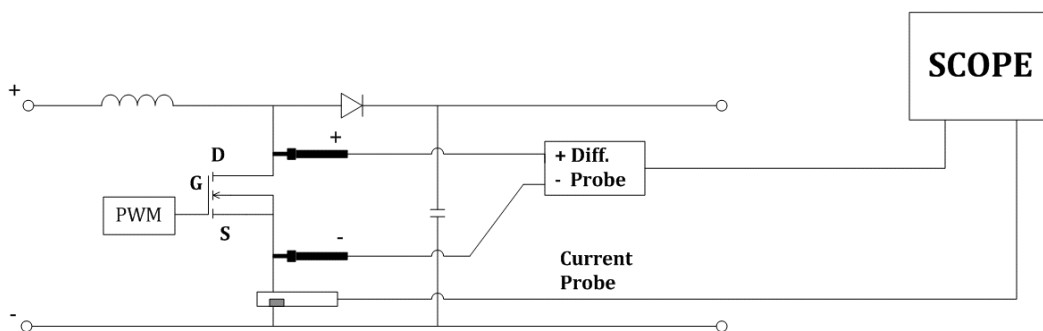 SCOPE
+
+
D
+ Diff.
- Probe
G
PWM
S
-
Current
Probe
-